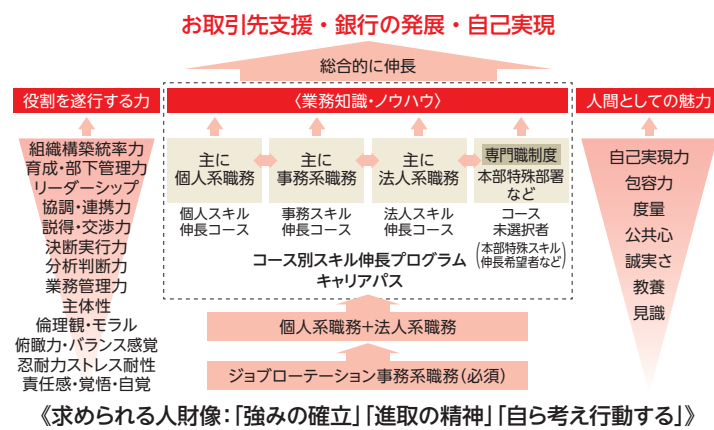 お取引先支援・銀行の発展・自己実現
総合的に伸長
役割を遂行する力
〈業務知識・ノウハウ〉
人間としての魅力
組織構築統率力
育成・部下管理力
リーダーシップ
協調・連携力
説得・交渉力
決断実行力
分析判断力
業務管理力
主体性
倫理観・モラル
俯瞰力・バランス感覚
忍耐力ストレス耐性
責任感・覚悟・自覚
主に
個人系職務
個人スキル
伸長コース
主に
事務系職務
事務スキル
伸長コース
主に
法人系職務
法人スキル
伸長コース
専門職制度
本部特殊部署
など
コース
未選択者
(本部特殊スキル
伸長希望者など)
コース別スキル伸長プログラム
キャリアパス
個人系職務+法人系職務
ジョブローテーション事務系職務(必須)
自己実現力
包容力
度量
公共心
誠実さ
教養
見識
《求められる人財像:「強みの確立」「進取の精神」「自ら考え行動する」》